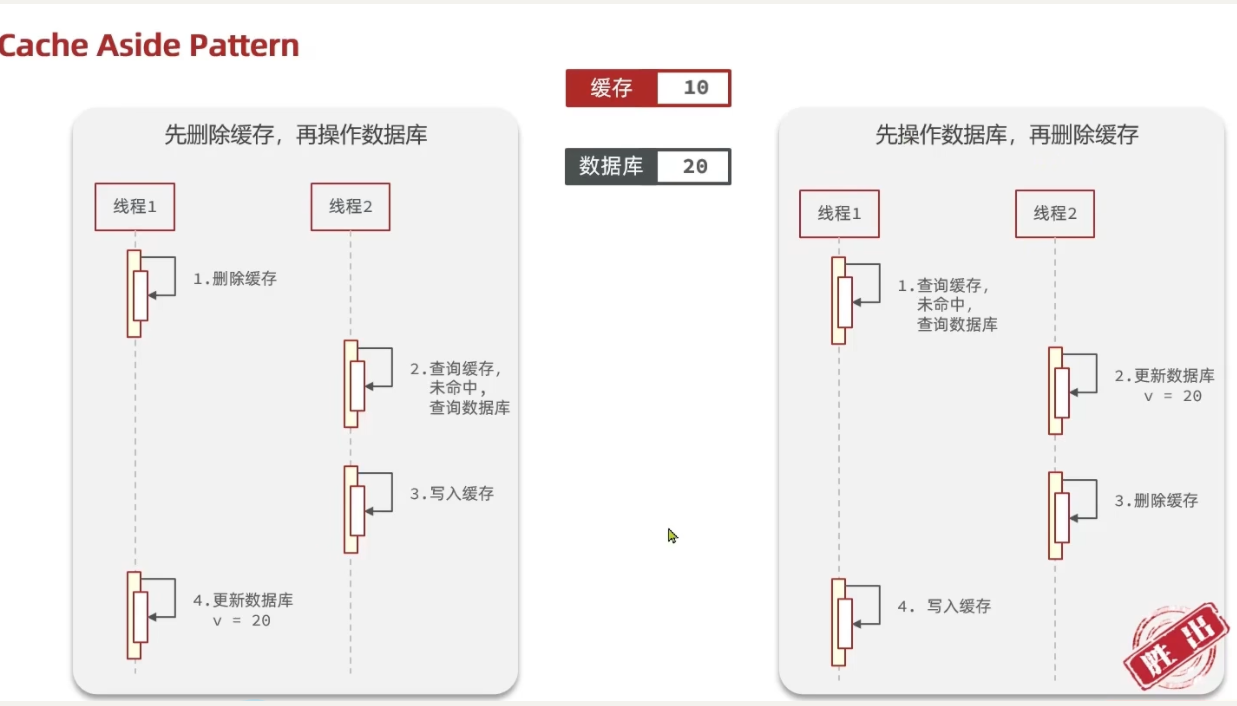 Cache Aside Pattern
缓存 10
数据库 20
先删除缓存，再操作数据库
线程1
线程2
1.删除缓存
2.查询缓存，
未命中，
查询数据库
3.写入缓存
4.更新数据库
v = 20
先操作数据库，再删除缓存
线程1
线程2
1.查询缓存，
未命中，
查询数据库
2.更新数据库
v = 20
3.删除缓存
4. 写入缓存
胜出